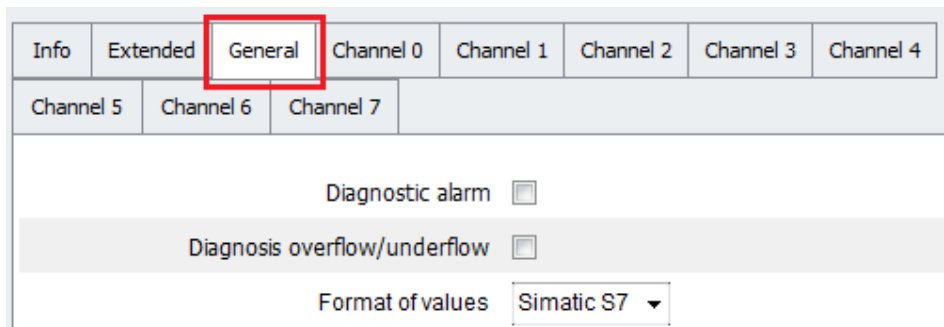 Info Extended General Channel 0 Channel 1 Channel 2 Channel 3 Channel 4
Channel 5 Channel 6 Channel 7
Diagnostic alarm
Diagnosis overflow/underflow
Format of values Simatic S7